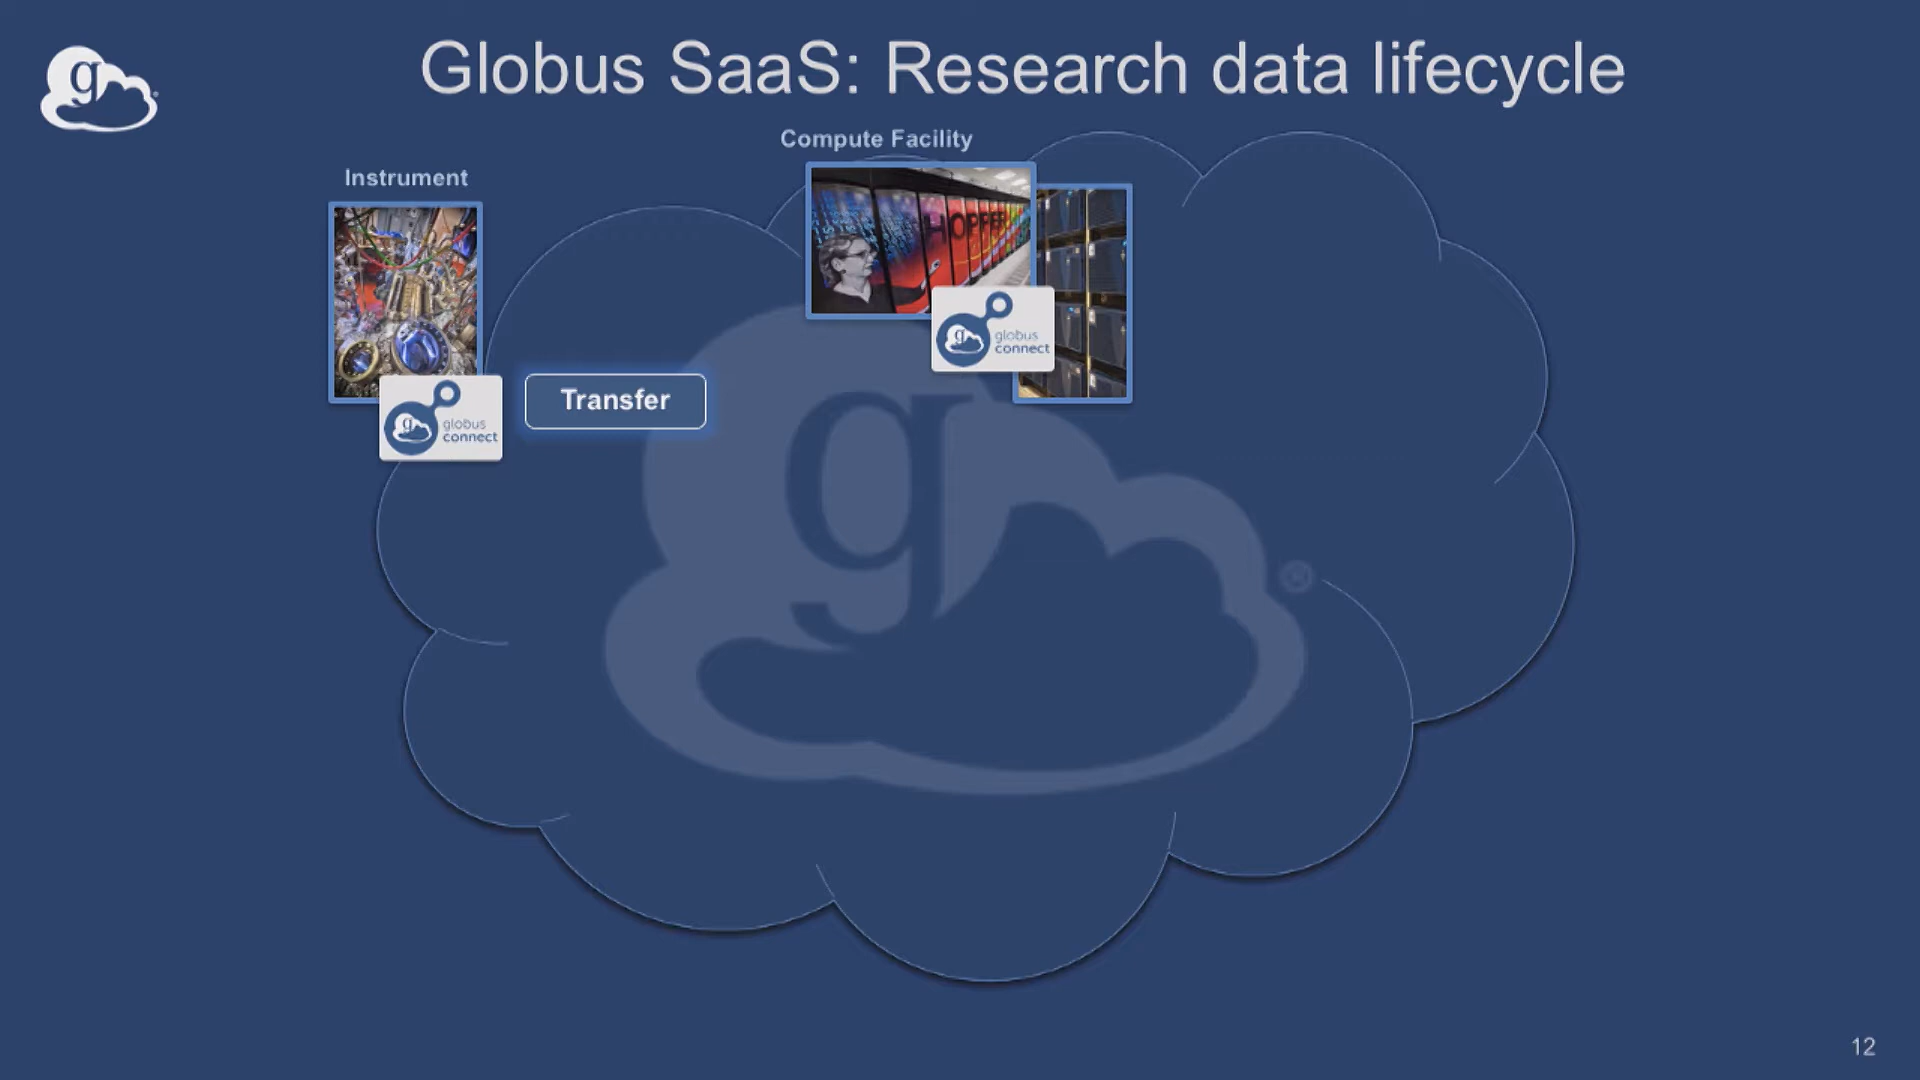 Globus SaaS: Research data lifecycle
g
Compute Facility
Instrument
HOPPER
globus
connect
Transfer
globus
connect
g
®
12